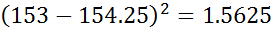 (153 − 154.25)² = 1.5625